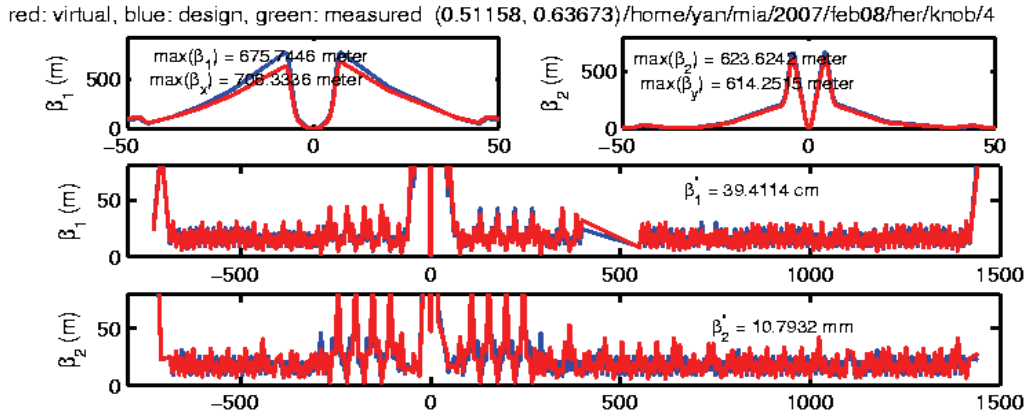 red: virtual, blue: design, green: measured (0.51158, 0.63673)/home/yan/mia/2007/feb08/her/knob/4
max(β₁) = 675.7446 meter
max(βₓ) = 708.3336 meter
β₁ (m)
500
0
−50 0 50
max(β₂) = 623.6242 meter
max(βy) = 614.2515 meter
β₂ (m)
500
0
−50 0 50
β₁ (m)
50
0
β₁* = 39.4114 cm
−500 0 500 1000 1500
β₂ (m)
50
0
β₂* = 10.7932 mm
−500 0 500 1000 1500